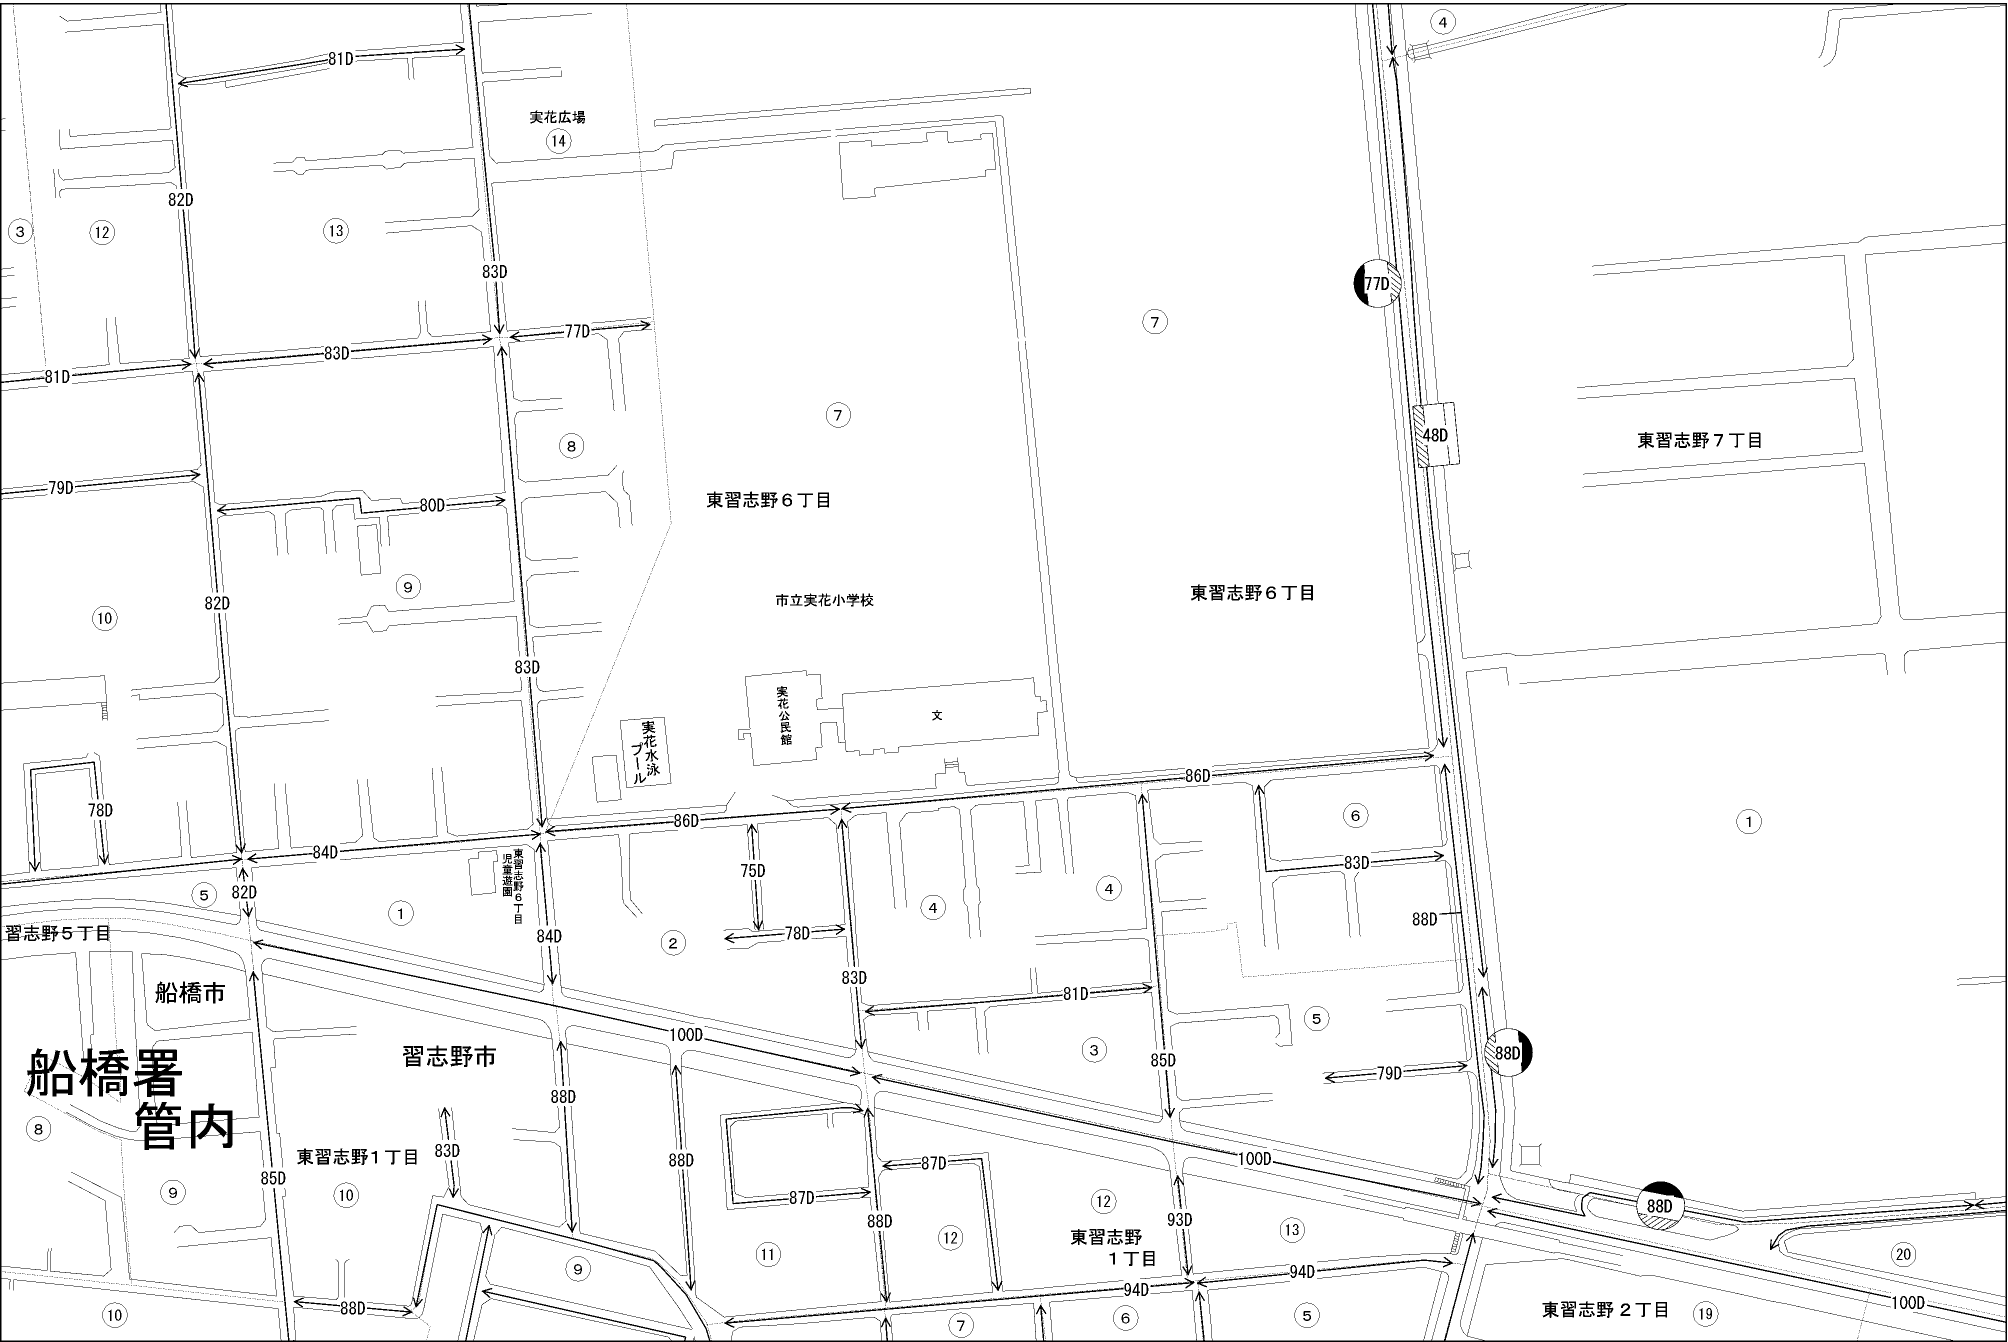 4
81D
実花広場
14
82D
3
12
13
83D
77D
7
77D
83D
81D
7
8
48D
東習志野7丁目
79D
80D
東習志野6丁目
9
82D
10
市立実花小学校
東習志野6丁目
83D
実花公民館
文
実花水泳
プール
86D
78D
86D
6
1
84D
83D
75D
82D
5
東習志野6丁目
児童遊園
1
4
4
88D
習志野5丁目
84D
2
78D
83D
船橋市
81D
5
100D
3
習志野市
85D
88D
船橋署
管内
79D
88D
8
83D
東習志野1丁目
88D
100D
87D
85D
9
10
87D
12
88D
93D
88D
11
12
東習志野
1丁目
13
20
9
94D
94D
88D
10
7
6
5
東習志野2丁目
19
100D